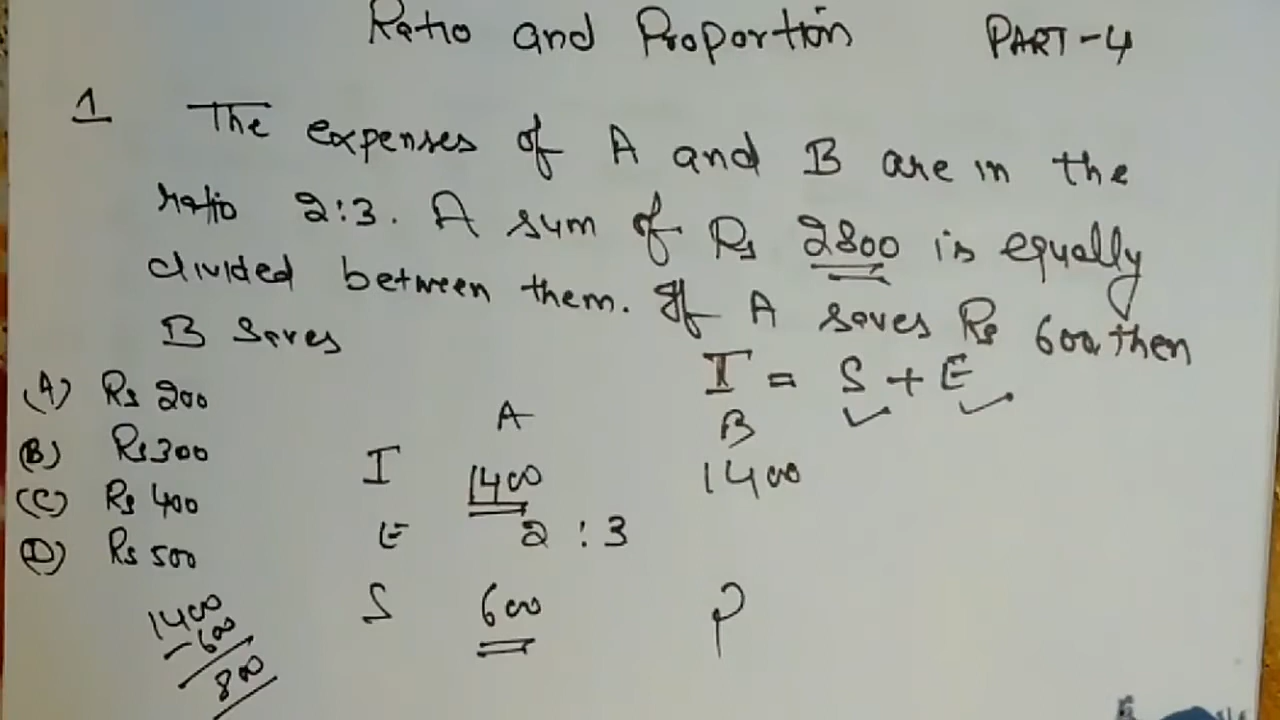 Ratio and Proportion PART-4
1 The expenses of A and B are in the
ratio 2:3. A sum of Rs 2800 is equally
divided between them. If A saves Rs 600 then
B Saves
I = S + E
(A) Rs 200
(B) Rs 300
(C) Rs 400
(D) Rs 500
A B
I 1400 1400
E 2 : 3
S 600 ?
1400
- 600
800